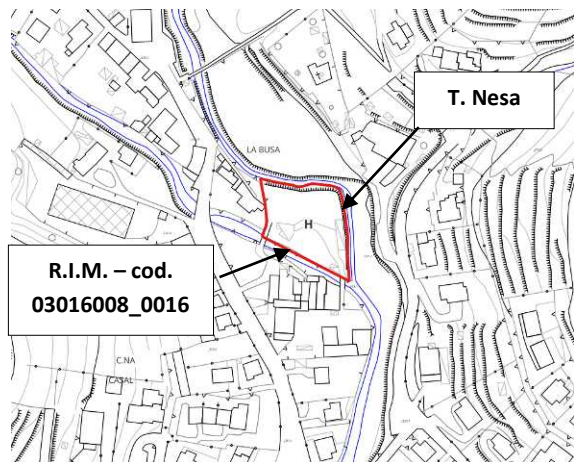 T. Nesa
LA BUSA
H
R.I.M. – cod.
03016008_0016
C.NA
CASAL